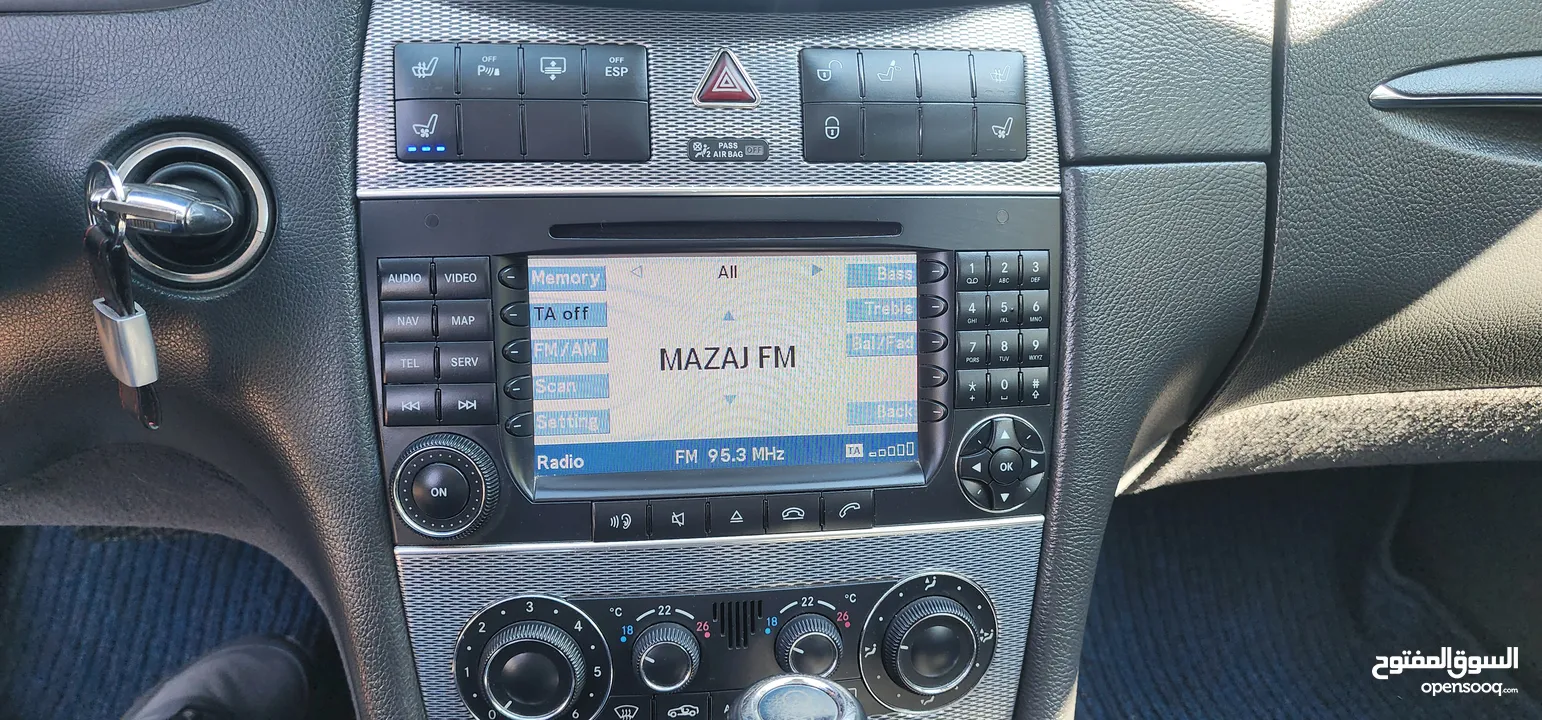 OFF
OFF
ESP
PASS
2 AIR BAG OFF
AUDIO VIDEO
NAV MAP
TEL SERV
ON
Memory
TA off
FM/AM
Scan
Setting
All
MAZAJ FM
Bass
Treble
Bal/Fad
Back
Radio FM 95.3 MHz TA
1 2 3
ABC DEF
4 5 6
GHI JKL MNO
7 8 9
PQRS TUV WXYZ
* 0 #
+
OK
0 1 2 3 4 5 6
°C
18 22 26
°C
18 22 26
السوق المفتوح
opensooq.com